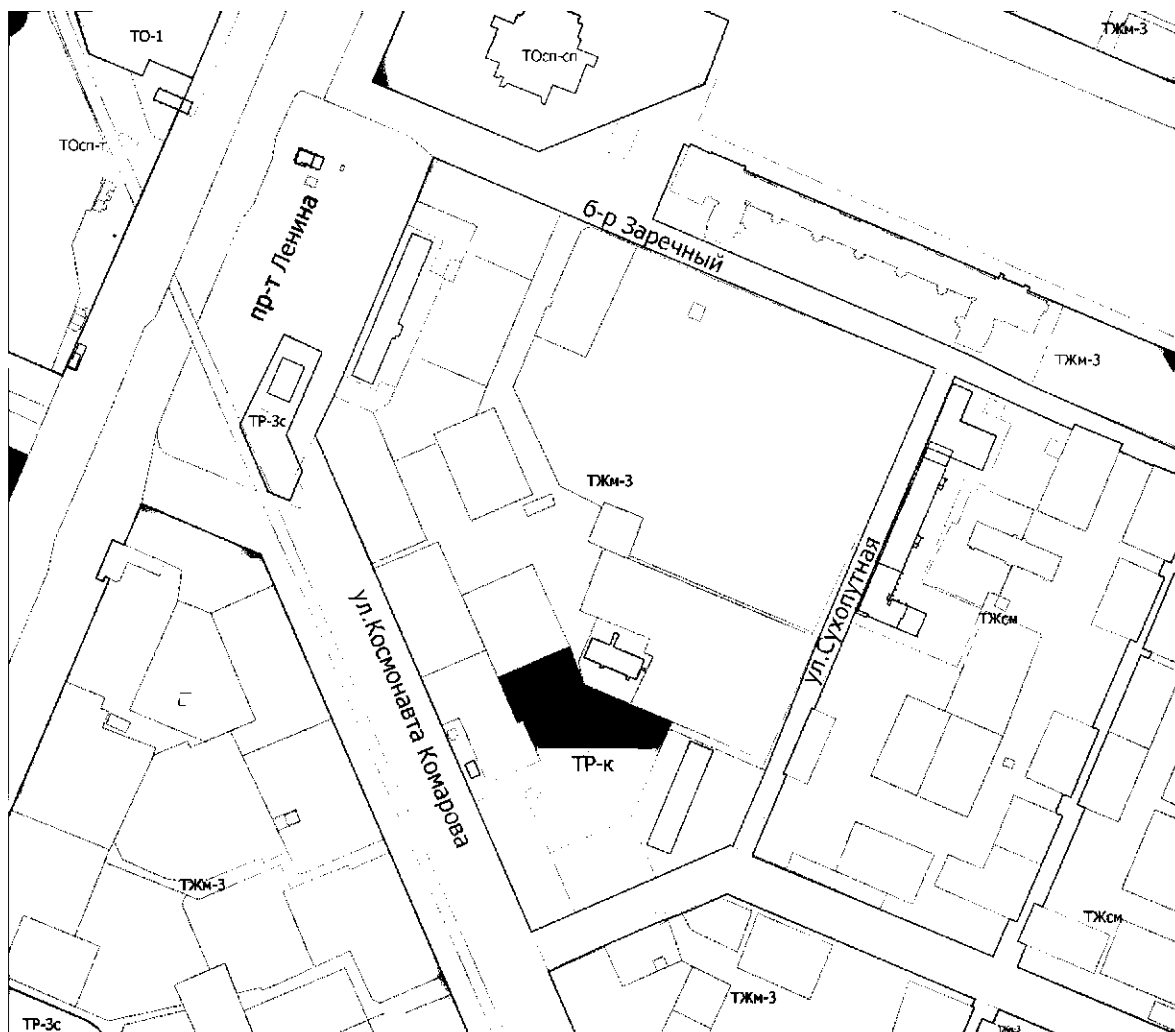 ТО-1
ТОсп-сп
ТЖм-3
ТОсп-т
б-р Заречный
пр-т Ленина
ТЖм-3
ТР-3с
ТЖм-3
ул.Сухопутная
ТЖсм
ул.Космонавта Комарова
ТР-к
ТЖм-3
ТЖсм
ТЖм-3
ТР-3с